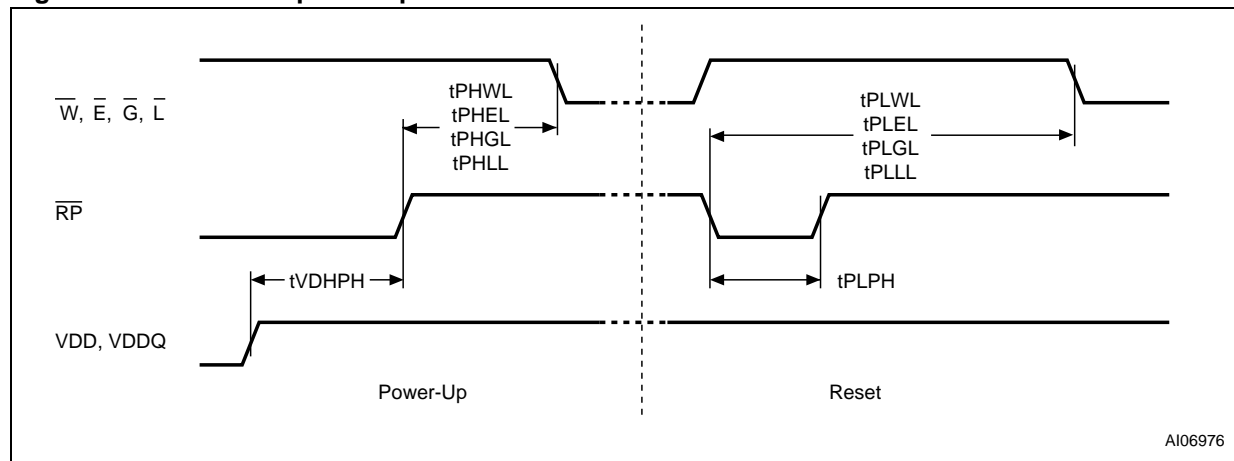 W, E, G, L
tPHWL
tPHEL
tPHGL
tPHLL
tPLWL
tPLEL
tPLGL
tPLLL
RP
tVDHPH
tPLPH
VDD, VDDQ
Power-Up
Reset
AI06976